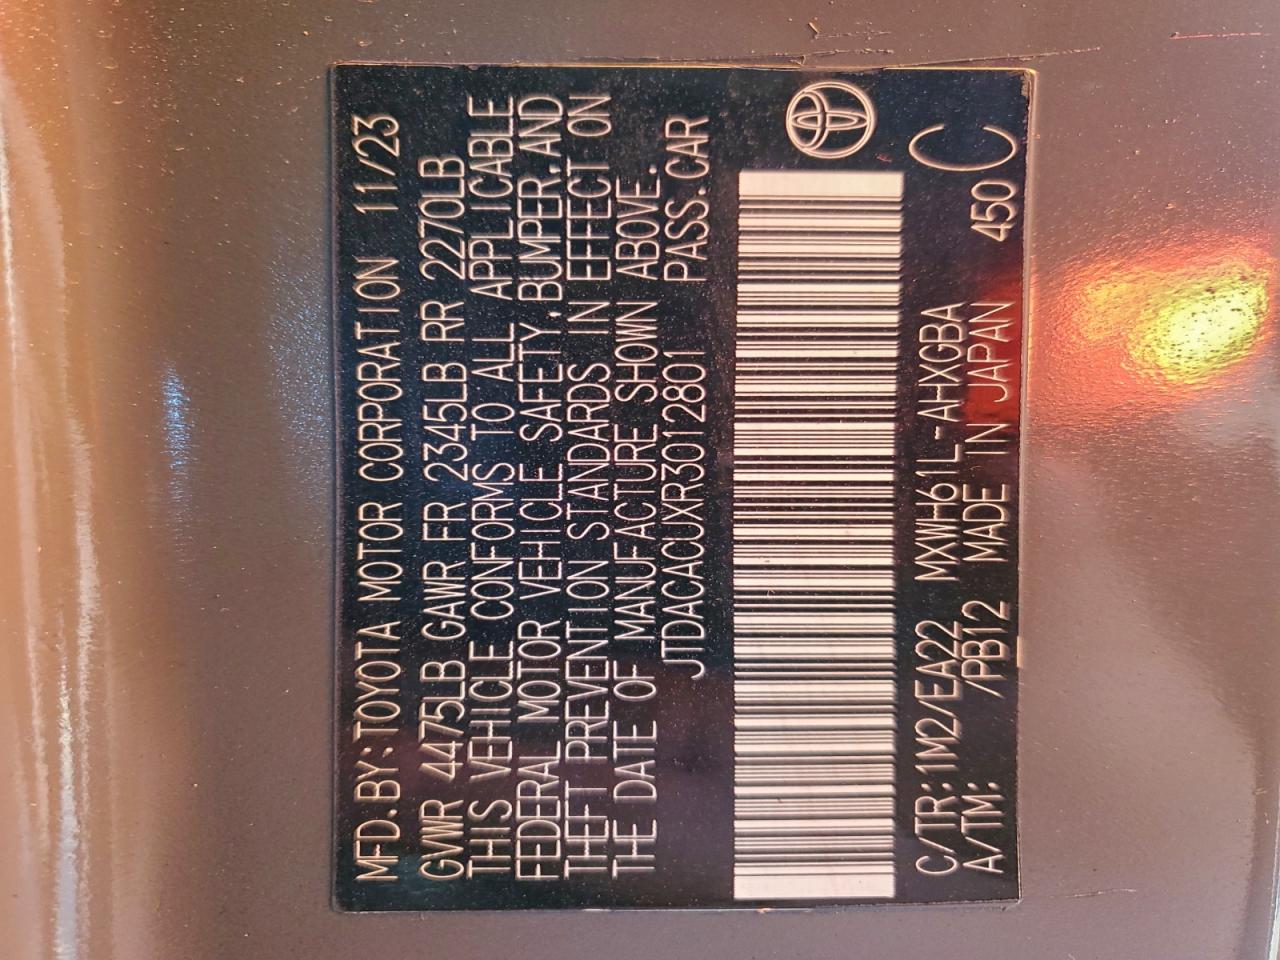 MFD.BY:TOYOTA MOTOR CORPORATION 11/23
GVWR 4475LB GAWR FR 2345LB RR 2270LB
THIS VEHICLE CONFORMS TO ALL APPLICABLE
FEDERAL MOTOR VEHICLE SAFETY,BUMPER,AND
THEFT PREVENTION STANDARDS IN EFFECT ON
THE DATE OF MANUFACTURE SHOWN ABOVE.
JTDACACUXR3012801 PASS.CAR
C/TR:1M2/EA22 MXWH61L-AHXGBA C
A/TM: /PB12 MADE IN JAPAN 450